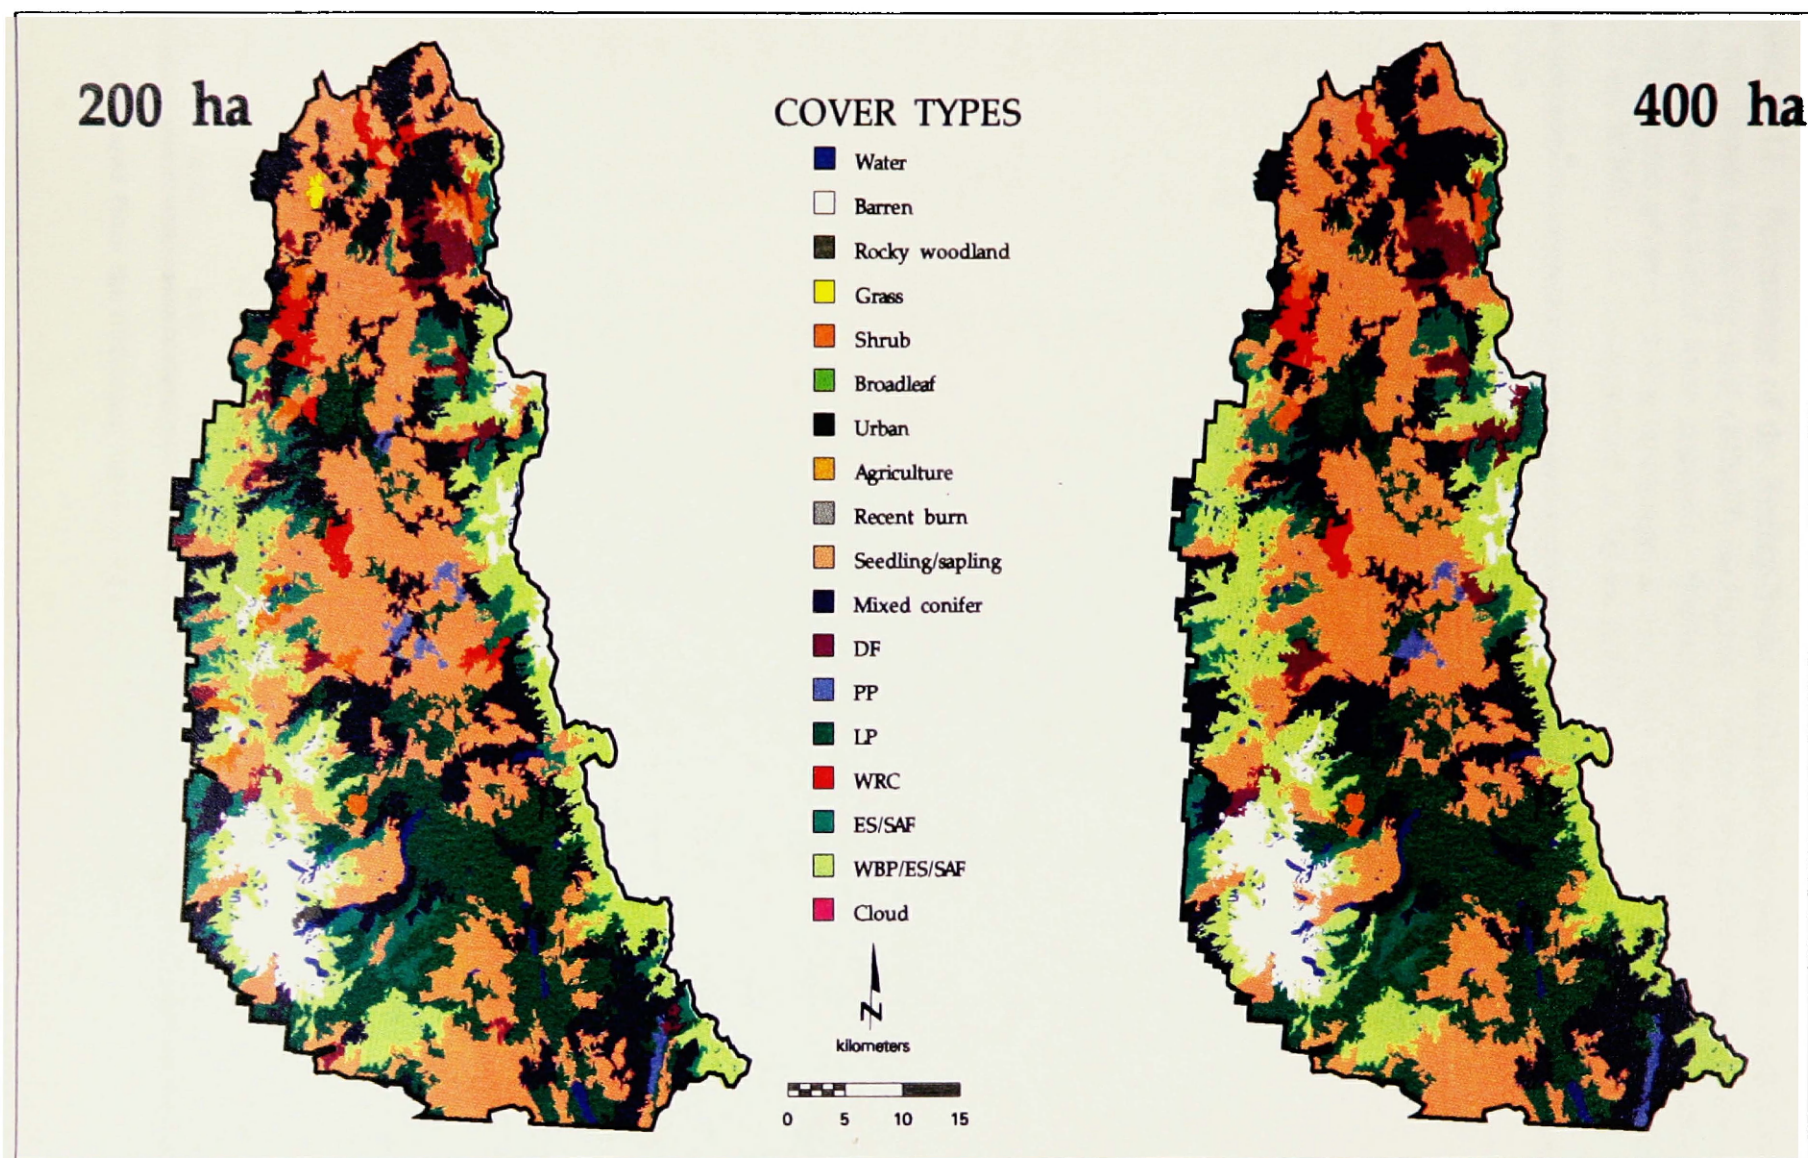 200 ha
400 ha
COVER TYPES
Water
Barren
Rocky woodland
Grass
Shrub
Broadleaf
Urban
Agriculture
Recent burn
Seedling/sapling
Mixed conifer
DF
PP
LP
WRC
ES/SAF
WBP/ES/SAF
Cloud
N
kilometers
0 5 10 15